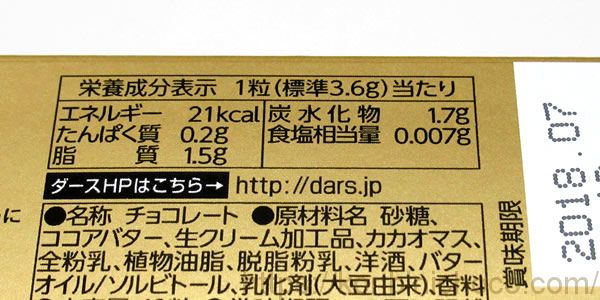 栄養成分表示 1粒(標準3.6g)当たり
エネルギー 21kcal 炭水化物 1.7g
たんぱく質 0.2g 食塩相当量 0.007g
脂質 1.5g
ダースHPはこちら→ http://dars.jp
に
●名称 チョコレート ●原材料名 砂糖、
ココアバター、生クリーム加工品、カカオマス、
全粉乳、植物油脂、脱脂粉乳、洋酒、バター
オイル/ソルビトール、乳化剤(大豆由来)、香料
賞味期限
2018.07